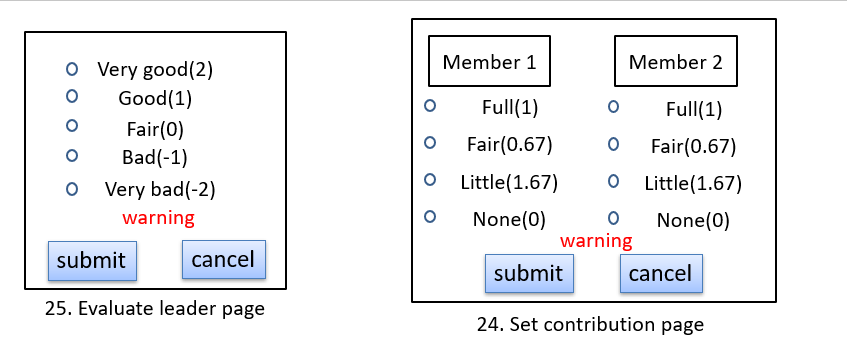 Very good(2)
Good(1)
Fair(0)
Bad(-1)
Very bad(-2)
warning
submit cancel
25. Evaluate leader page
Member 1 Member 2
Full(1) Full(1)
Fair(0.67) Fair(0.67)
Little(1.67) Little(1.67)
None(0) None(0)
warning
submit cancel
24. Set contribution page